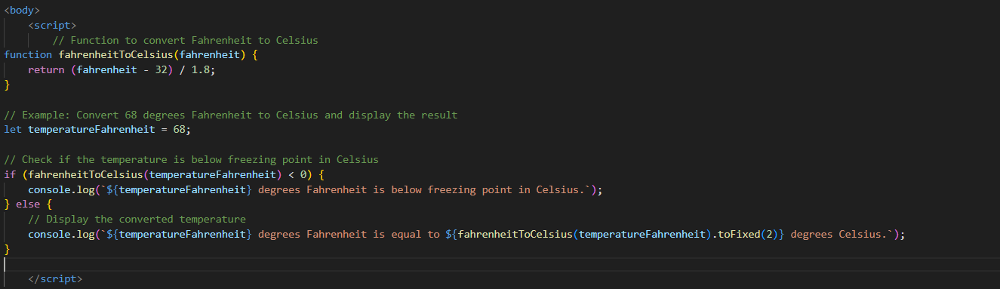 <body>
<script>
// Function to convert Fahrenheit to Celsius
function fahrenheitToCelsius(fahrenheit) {
return (fahrenheit - 32) / 1.8;
}
// Example: Convert 68 degrees Fahrenheit to Celsius and display the result
let temperatureFahrenheit = 68;
// Check if the temperature is below freezing point in Celsius
if (fahrenheitToCelsius(temperatureFahrenheit) < 0) {
console.log(`${temperatureFahrenheit} degrees Fahrenheit is below freezing point in Celsius.`);
} else {
// Display the converted temperature
console.log(`${temperatureFahrenheit} degrees Fahrenheit is equal to ${fahrenheitToCelsius(temperatureFahrenheit).toFixed(2)} degrees Celsius.`);
}
</script>